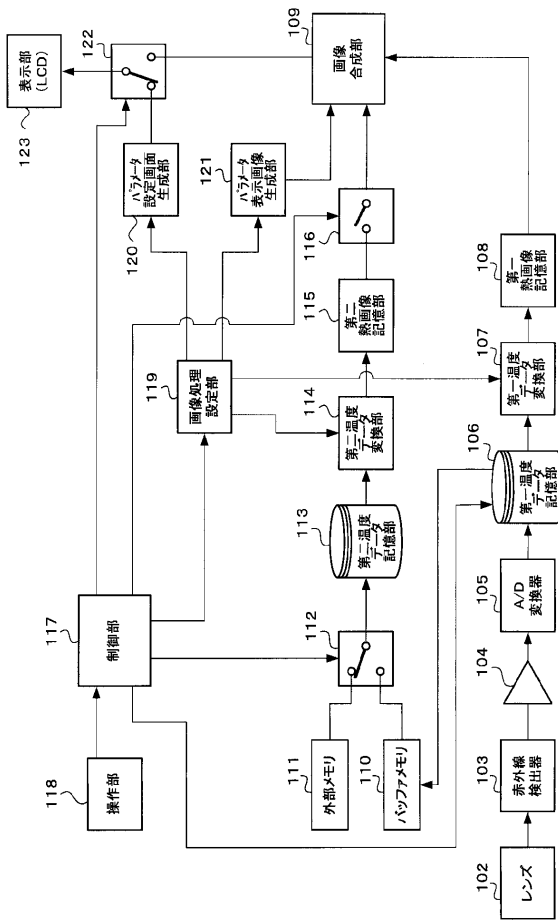 表示部
(LCD)
123
122
109
画像
合成部
パラメータ
設定画面
生成部
120
121
パラメータ
表示画像
生成部
116
115
第二
熱画像
記憶部
108
第一
熱画像
記憶部
119
画像処理
設定部
114
第二温度
データ
変換部
107
第一温度
データ
変換部
113
第二温度
データ
記憶部
106
第一温度
データ
記憶部
117
制御部
112
105
A/D
変換器
104
118
操作部
111
外部メモリ
110
バッファメモリ
103
赤外線
検出器
102
レンズ